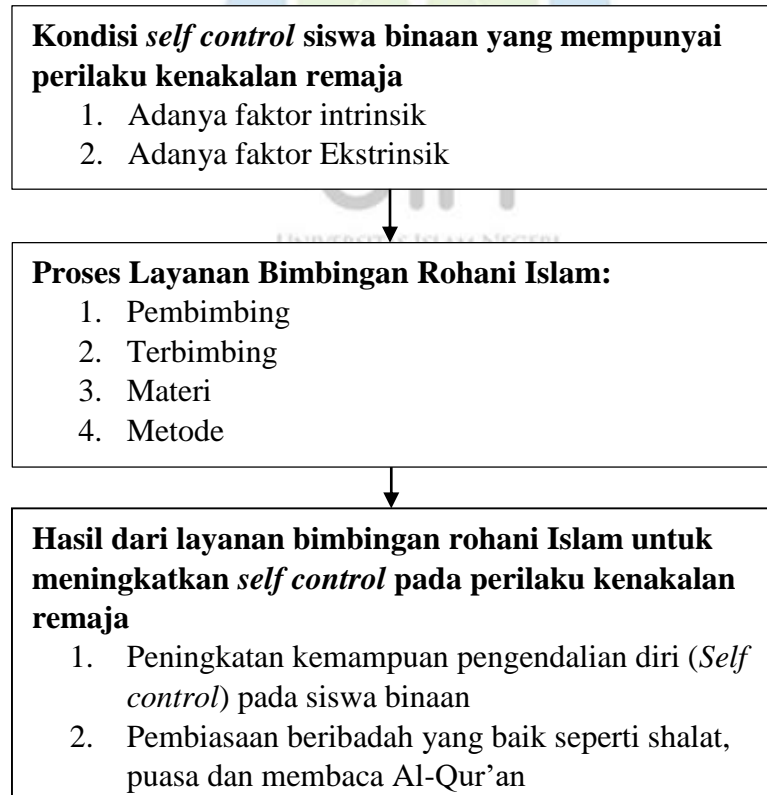 Kondisi self control siswa binaan yang mempunyai
perilaku kenakalan remaja
1. Adanya faktor intrinsik
2. Adanya faktor Ekstrinsik
UNIVERSITAS ISLAM NEGERI
Proses Layanan Bimbingan Rohani Islam:
1. Pembimbing
2. Terbimbing
3. Materi
4. Metode
Hasil dari layanan bimbingan rohani Islam untuk
meningkatkan self control pada perilaku kenakalan
remaja
1. Peningkatan kemampuan pengendalian diri (Self
control) pada siswa binaan
2. Pembiasaan beribadah yang baik seperti shalat,
puasa dan membaca Al-Qur’an